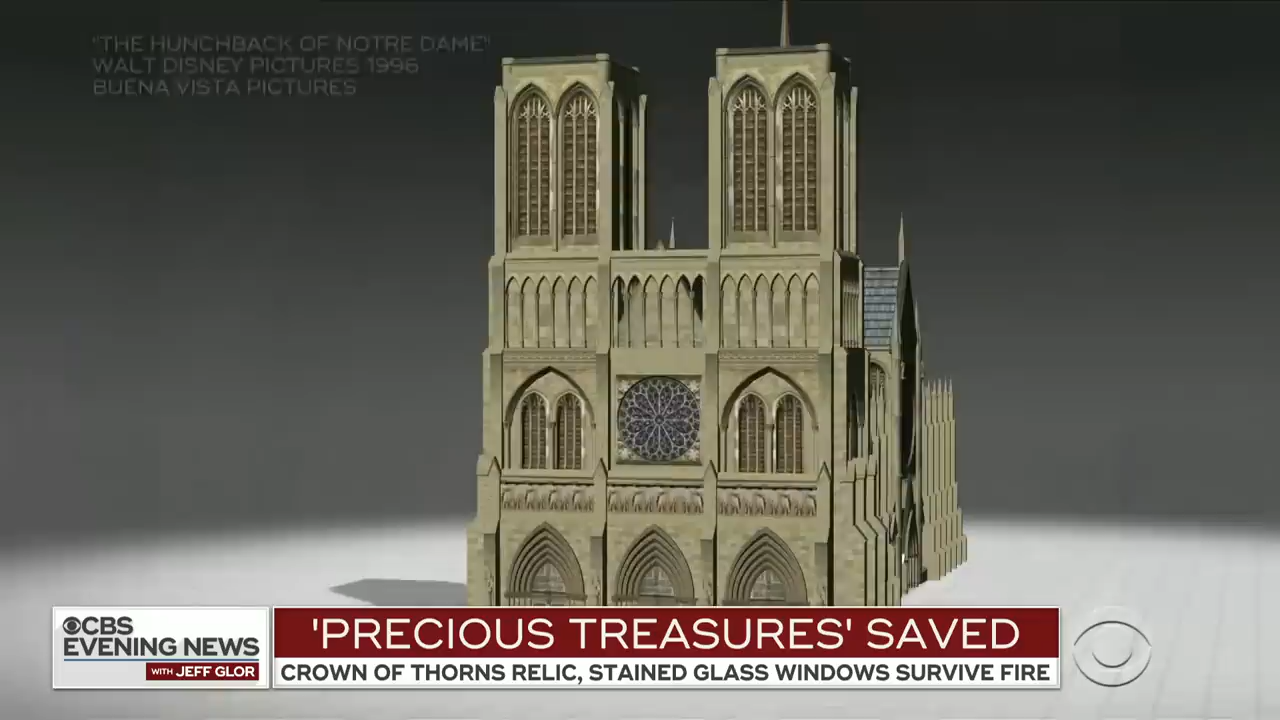 "THE HUNCHBACK OF NOTRE DAME"
WALT DISNEY PICTURES 1996
BUENA VISTA PICTURES
CBS
EVENING NEWS
WITH JEFF GLOR
'PRECIOUS TREASURES' SAVED
CROWN OF THORNS RELIC, STAINED GLASS WINDOWS SURVIVE FIRE